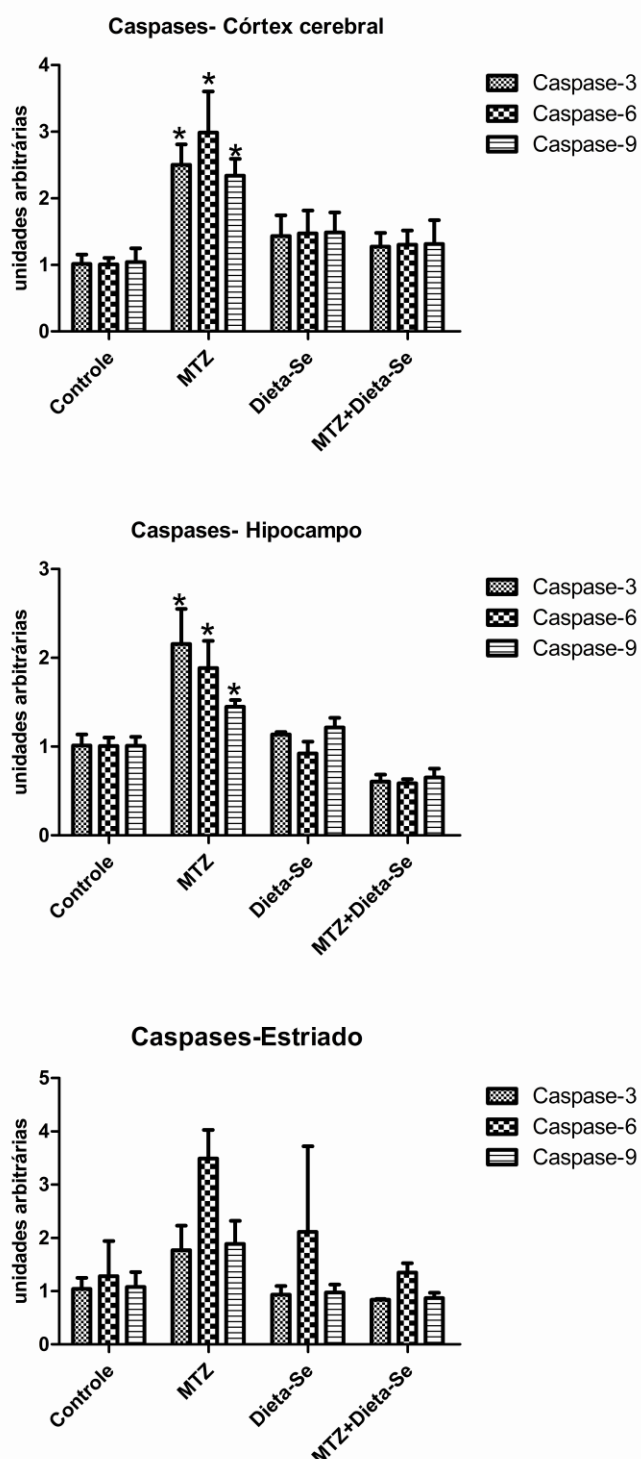 Caspases- Córtex cerebral
unidades arbitrárias
4
3
2
1
0
*
*
*
Controle
MTZ
Dieta-Se
MTZ+Dieta-Se
Caspase-3
Caspase-6
Caspase-9
Caspases- Hipocampo
unidades arbitrárias
3
2
1
0
*
*
*
Controle
MTZ
Dieta-Se
MTZ+Dieta-Se
Caspase-3
Caspase-6
Caspase-9
Caspases-Estriado
unidades arbitrárias
5
4
3
2
1
0
Controle
MTZ
Dieta-Se
MTZ+Dieta-Se
Caspase-3
Caspase-6
Caspase-9